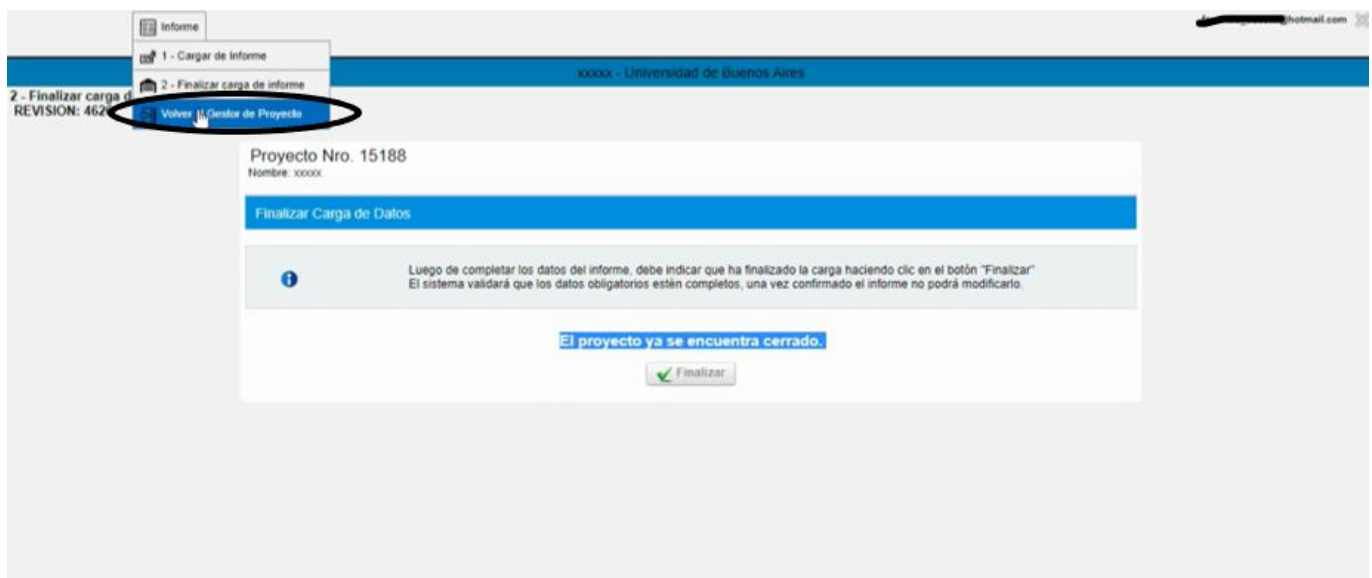 Informe
@hotmail.com
1 - Cargar de Informe
xxxxx - Universidad de Buenos Aires
2 - Finalizar carga de informe
2 - Finalizar carga d
REVISION: 462
Volver al Gestor de Proyecto
Proyecto Nro. 15188
Nombre: xxxxx
Finalizar Carga de Datos
Luego de completar los datos del informe, debe indicar que ha finalizado la carga haciendo clic en el botón "Finalizar"
El sistema validará que los datos obligatorios estén completos, una vez confirmado el informe no podrá modificarlo.
El proyecto ya se encuentra cerrado.
Finalizar